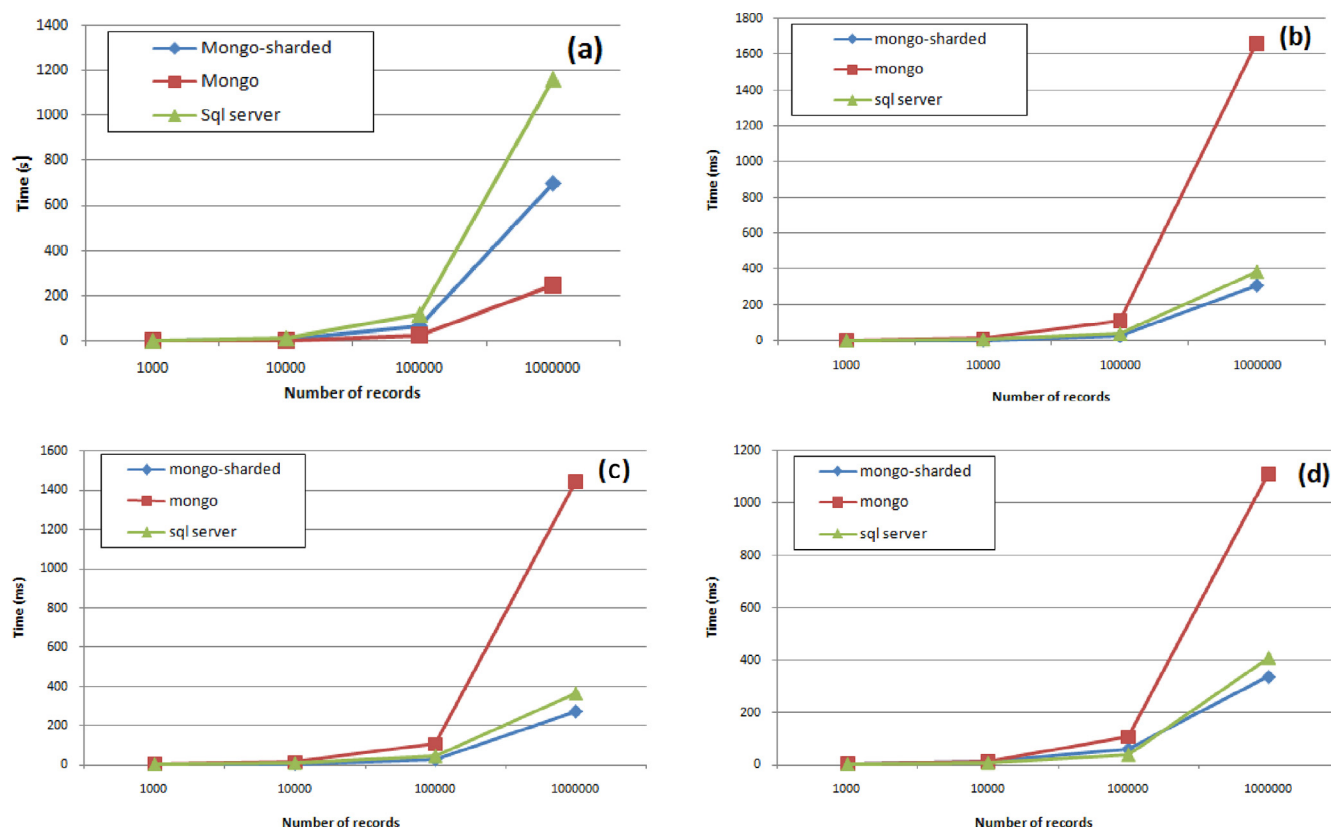 1400
1200
1000
800
600
400
200
0
Time (s)
Mongo-sharded
Mongo
Sql server
(a)
1000 10000 100000 1000000
Number of records
1800
1600
1400
1200
1000
800
600
400
200
0
Time (ms)
mongo-sharded
mongo
sql server
(b)
1000 10000 100000 1000000
Number of records
1600
1400
1200
1000
800
600
400
200
0
Time (ms)
mongo-sharded
mongo
sql server
(c)
1000 10000 100000 1000000
Number of records
1200
1000
800
600
400
200
0
Time (ms)
mongo-sharded
mongo
sql server
(d)
1000 10000 100000 1000000
Number of records